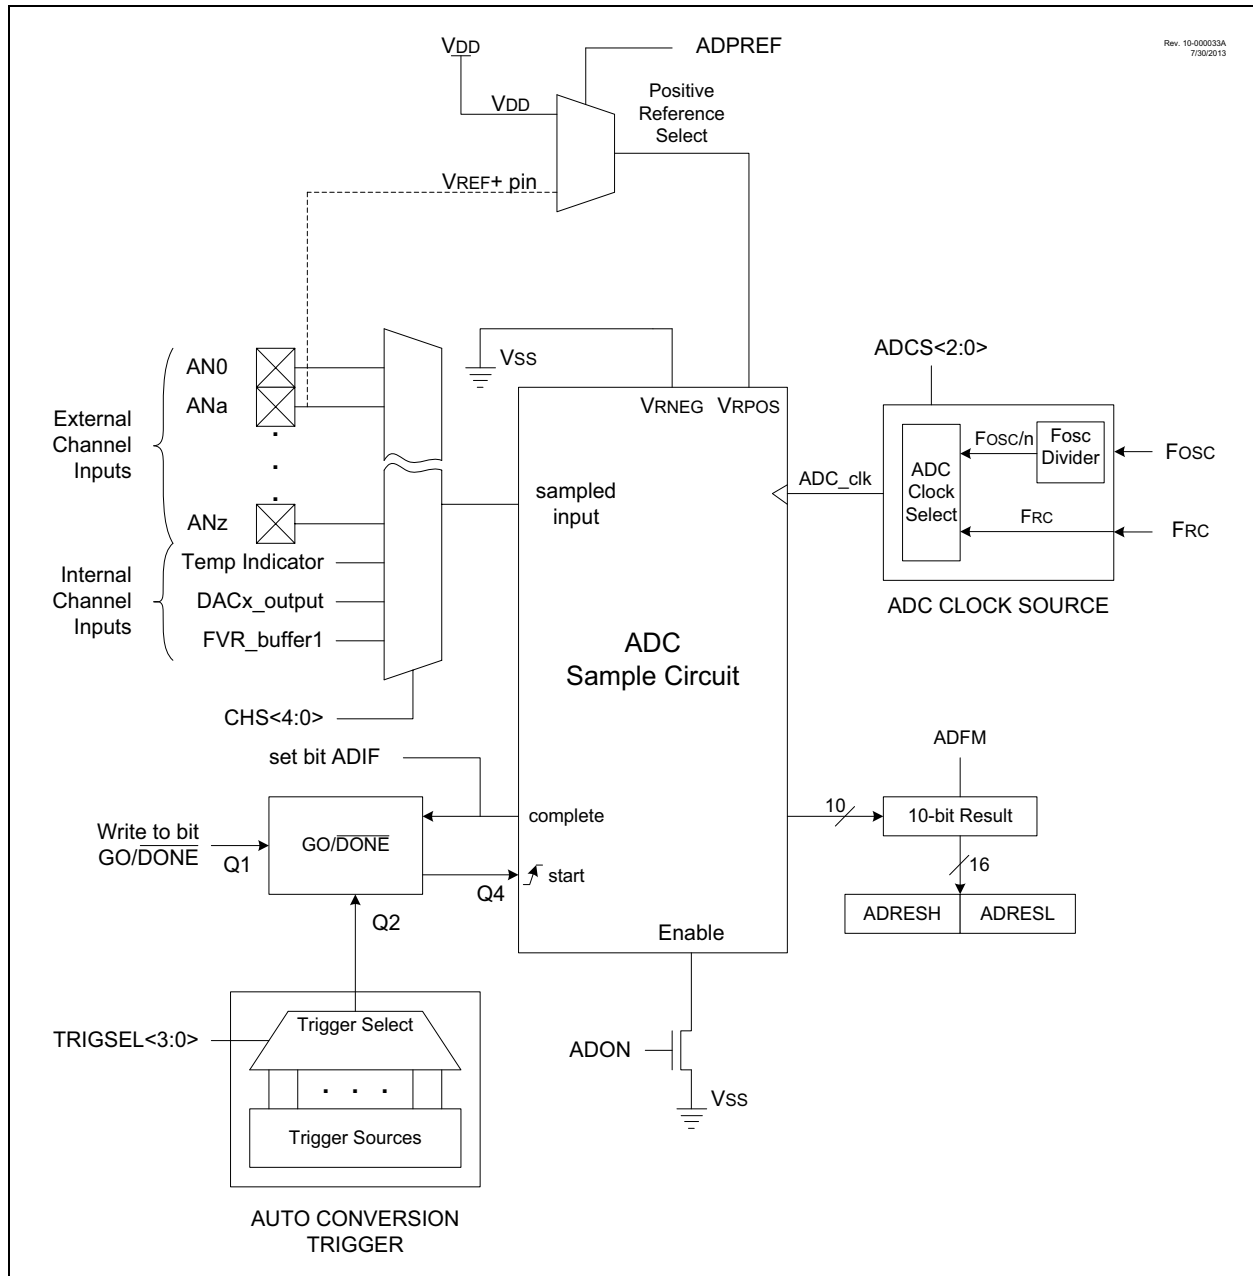 Rev. 10-000033A
7/30/2013
VDD
ADPREF
VDD
Positive
Reference
Select
VREF+ pin
VSS
ADCS<2:0>
AN0
ANa
External
Channel
Inputs
.
.
.
ANz
VRNEG
VRPOS
sampled
input
ADC_clk
ADC
Clock
Select
FOSC/n
Fosc
Divider
FOSC
FRC
FRC
ADC CLOCK SOURCE
Internal
Channel
Inputs
Temp Indicator
DACx_output
FVR_buffer1
ADC
Sample Circuit
CHS<4:0>
set bit ADIF
complete
Write to bit
GO/DONE
Q1
GO/DONE
Q4
start
Q2
Enable
ADFM
10
10-bit Result
16
ADRESH
ADRESL
TRIGSEL<3:0>
Trigger Select
. . .
Trigger Sources
AUTO CONVERSION
TRIGGER
ADON
VSS